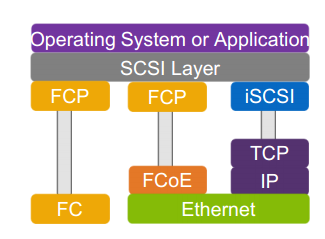 Operating System or Application
SCSI Layer
FCP FCP iSCSI
TCP
FCoE IP
FC Ethernet